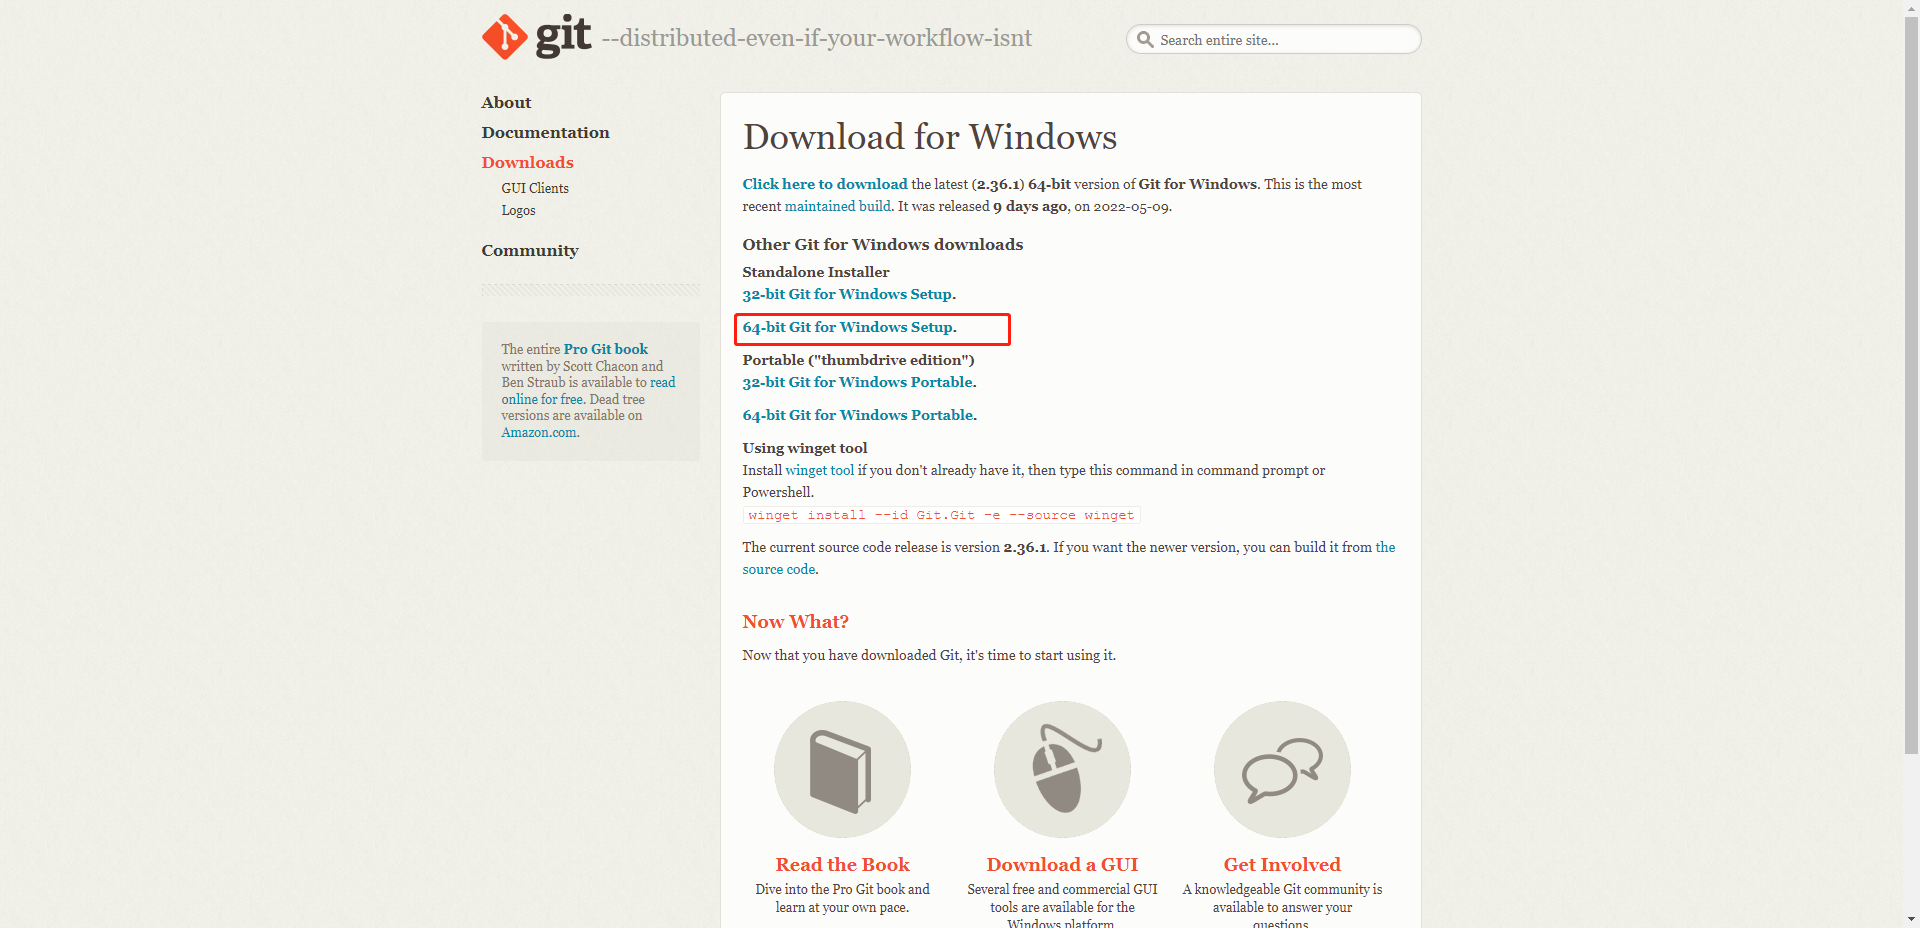 git --distributed-even-if-your-workflow-isnt
Search entire site...
About
Documentation
Downloads
GUI Clients
Logos
Community
The entire Pro Git book
written by Scott Chacon and
Ben Straub is available to read
online for free. Dead tree
versions are available on
Amazon.com.
Download for Windows
Click here to download the latest (2.36.1) 64-bit version of Git for Windows. This is the most
recent maintained build. It was released 9 days ago, on 2022-05-09.
Other Git for Windows downloads
Standalone Installer
32-bit Git for Windows Setup.
64-bit Git for Windows Setup.
Portable ("thumbdrive edition")
32-bit Git for Windows Portable.
64-bit Git for Windows Portable.
Using winget tool
Install winget tool if you don't already have it, then type this command in command prompt or
Powershell.
winget install --id Git.Git -e --source winget
The current source code release is version 2.36.1. If you want the newer version, you can build it from the
source code.
Now What?
Now that you have downloaded Git, it's time to start using it.
Read the Book
Dive into the Pro Git book and
learn at your own pace.
Download a GUI
Several free and commercial GUI
tools are available for the
Windows platform
Get Involved
A knowledgeable Git community is
available to answer your
questions.